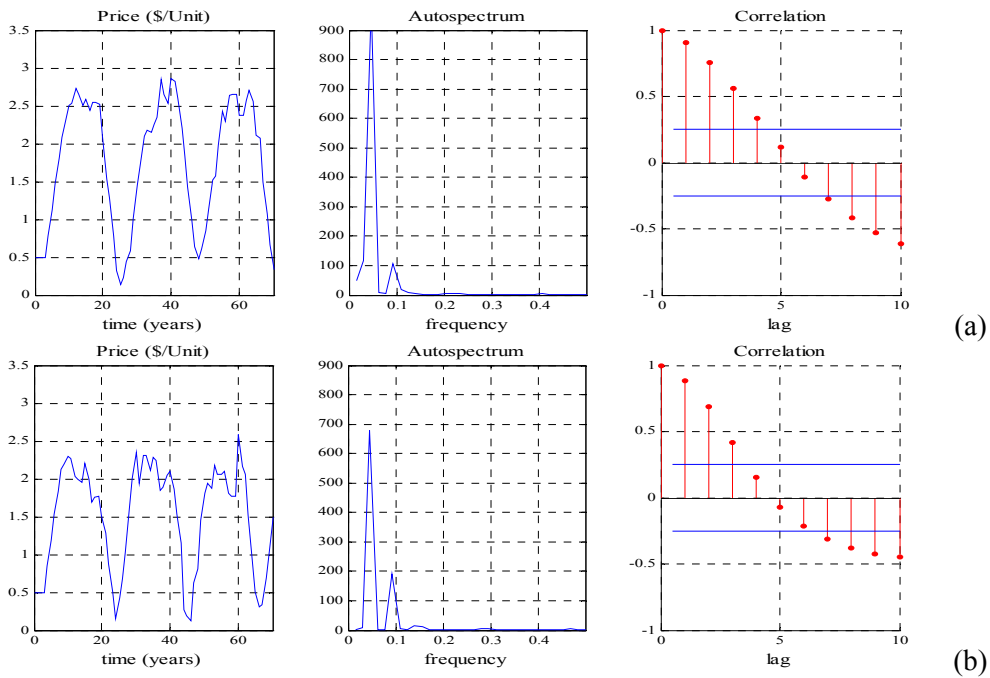 Price ($/Unit)
3.5
3
2.5
2
1.5
1
0.5
0
0 20 40 60
time (years)
Autospectrum
900
800
700
600
500
400
300
200
100
0
0 0.1 0.2 0.3 0.4
frequency
Correlation
1
0.5
0
-0.5
-1
0 5 10
lag
(a)
Price ($/Unit)
3.5
3
2.5
2
1.5
1
0.5
0
0 20 40 60
time (years)
Autospectrum
900
800
700
600
500
400
300
200
100
0
0 0.1 0.2 0.3 0.4
frequency
Correlation
1
0.5
0
-0.5
-1
0 5 10
lag
(b)